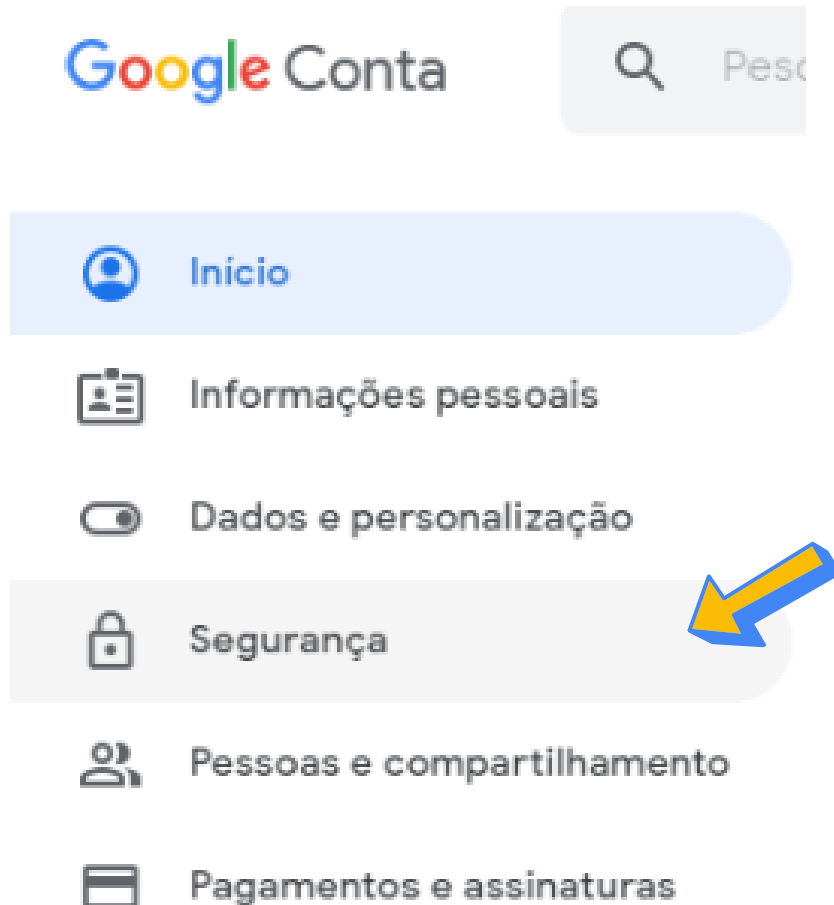 Google Conta
Início
Informações pessoais
Dados e personalização
Segurança
Pessoas e compartilhamento
Pagamentos e assinaturas